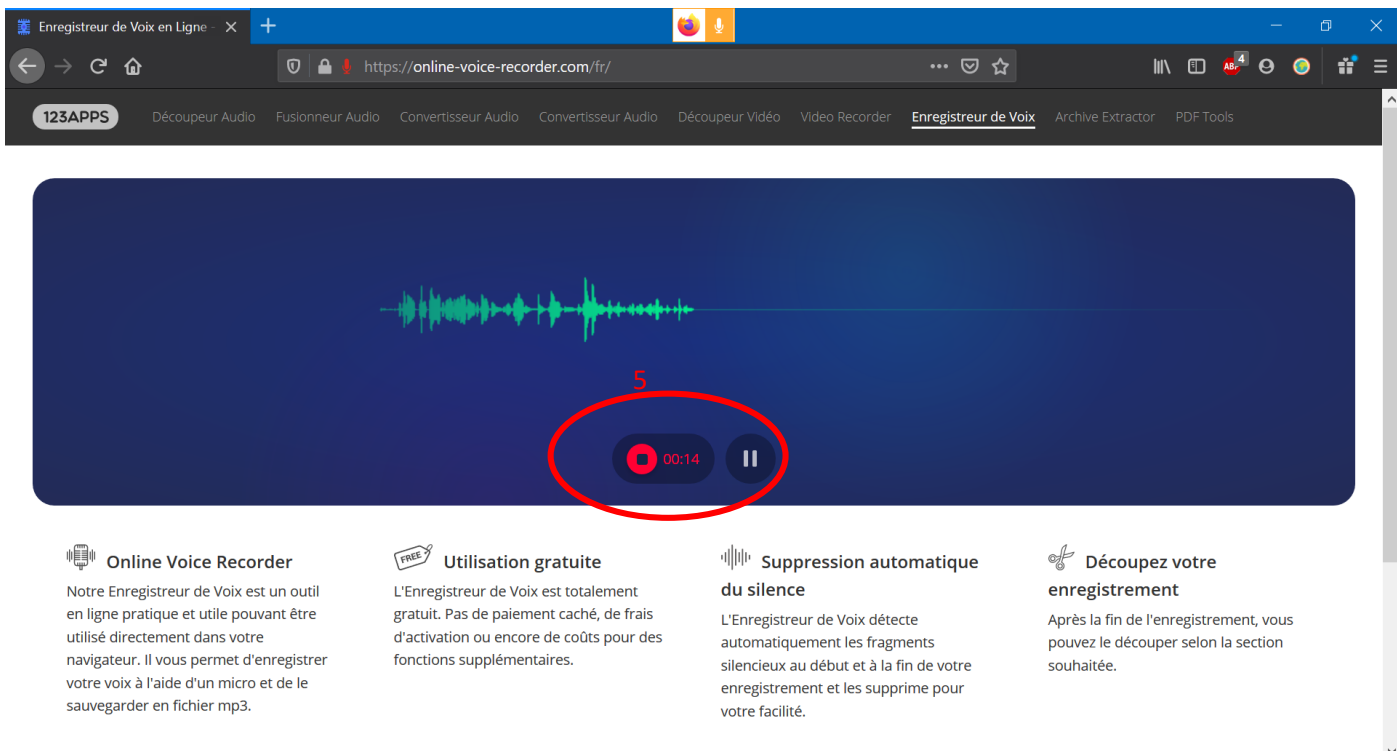 Enregistreur de Voix en Ligne -
https://online-voice-recorder.com/fr/
ABP 4
123APPS Découpeur Audio Fusionneur Audio Convertisseur Audio Convertisseur Audio Découpeur Vidéo Video Recorder Enregistreur de Voix Archive Extractor PDF Tools
5
00:14
Online Voice Recorder
Notre Enregistreur de Voix est un outil
en ligne pratique et utile pouvant être
utilisé directement dans votre
navigateur. Il vous permet d'enregistrer
votre voix à l'aide d'un micro et de le
sauvegarder en fichier mp3.
FREE
Utilisation gratuite
L'Enregistreur de Voix est totalement
gratuit. Pas de paiement caché, de frais
d'activation ou encore de coûts pour des
fonctions supplémentaires.
Suppression automatique
du silence
L'Enregistreur de Voix détecte
automatiquement les fragments
silencieux au début et à la fin de votre
enregistrement et les supprime pour
votre facilité.
Découpez votre
enregistrement
Après la fin de l'enregistrement, vous
pouvez le découper selon la section
souhaitée.